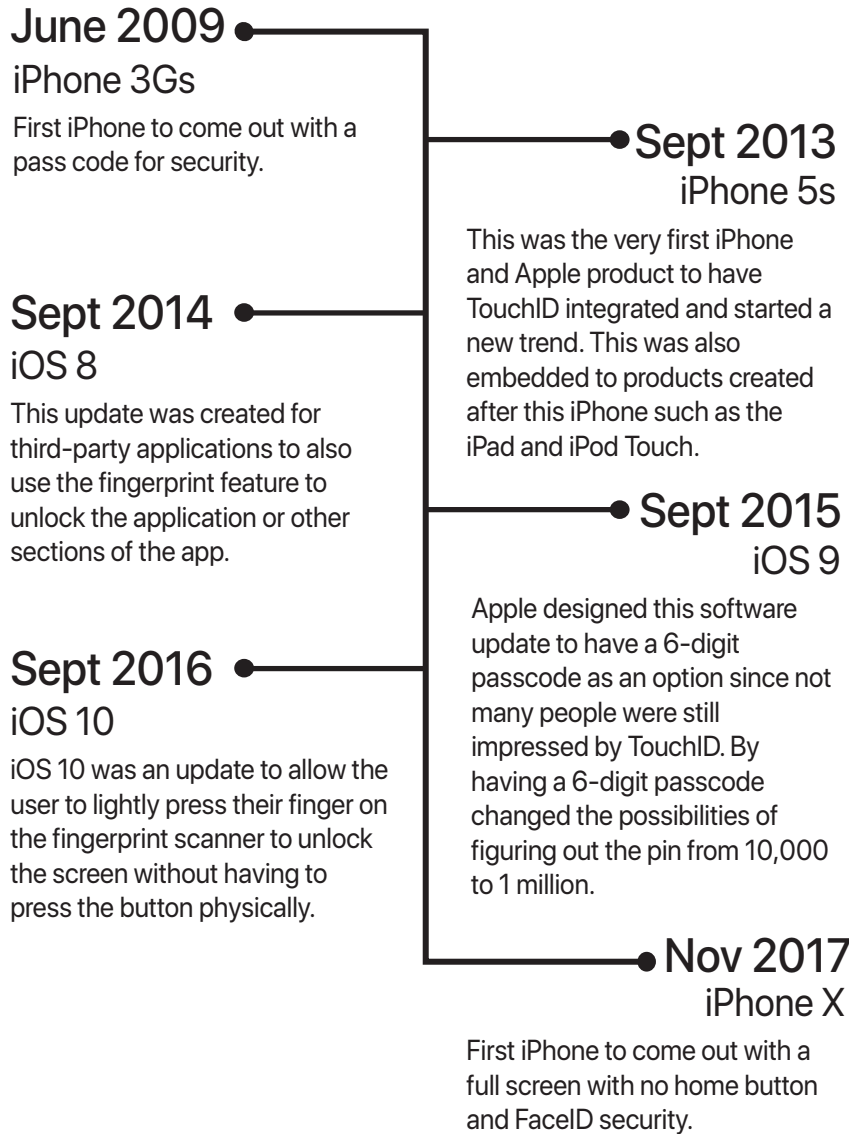 June 2009
iPhone 3Gs
First iPhone to come out with a
pass code for security.
Sept 2013
iPhone 5s
This was the very first iPhone
and Apple product to have
TouchID integrated and started a
new trend. This was also
embedded to products created
after this iPhone such as the
iPad and iPod Touch.
Sept 2014
iOS 8
This update was created for
third-party applications to also
use the fingerprint feature to
unlock the application or other
sections of the app.
Sept 2015
iOS 9
Apple designed this software
update to have a 6-digit
passcode as an option since not
many people were still
impressed by TouchID. By
having a 6-digit passcode
changed the possibilities of
figuring out the pin from 10,000
to 1 million.
Sept 2016
iOS 10
iOS 10 was an update to allow the
user to lightly press their finger on
the fingerprint scanner to unlock
the screen without having to
press the button physically.
Nov 2017
iPhone X
First iPhone to come out with a
full screen with no home button
and FaceID security.